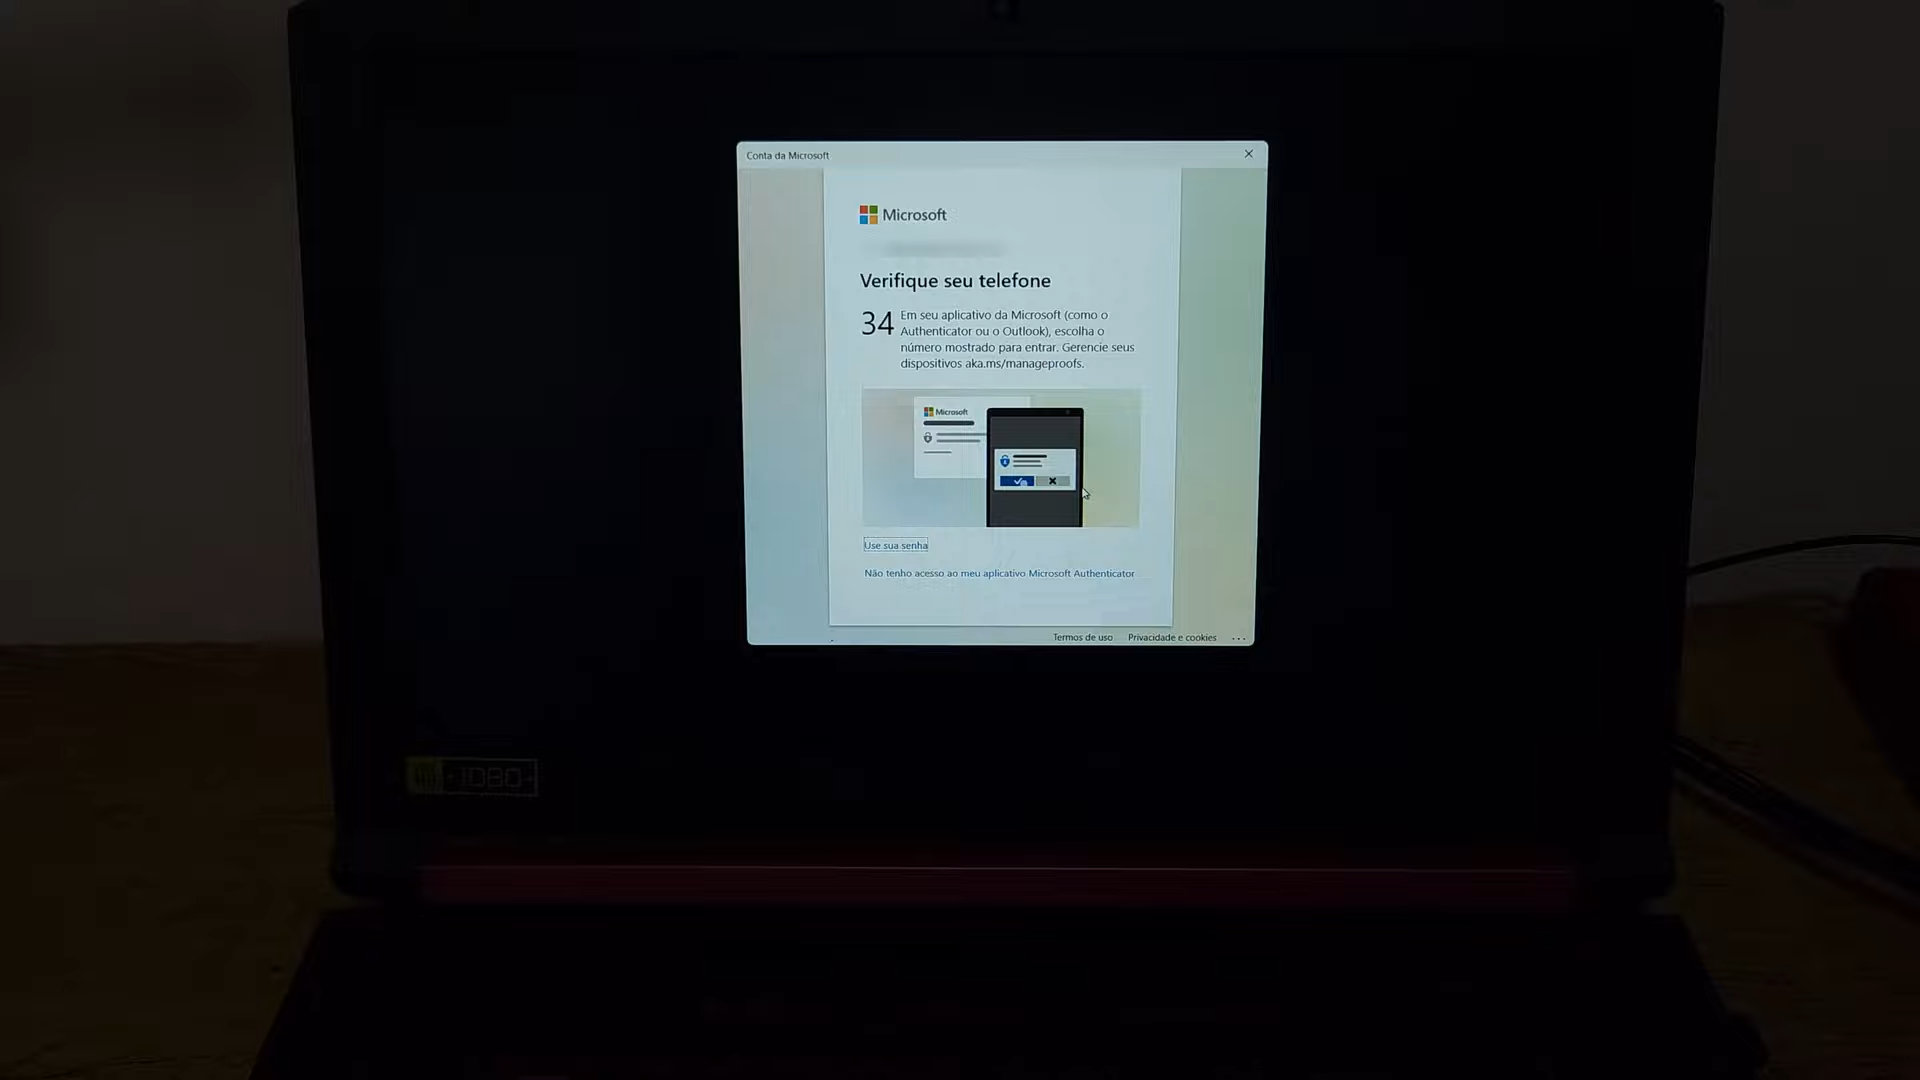 Conta da Microsoft
Microsoft
Verifique seu telefone
34
Em seu aplicativo da Microsoft (como o
Authenticator ou o Outlook), escolha o
número mostrado para entrar. Gerencie seus
dispositivos aka.ms/manageproofs.
Microsoft
Use sua senha
Não tenho acesso ao meu aplicativo Microsoft Authenticator
Termos de uso Privacidade e cookies ...
1080